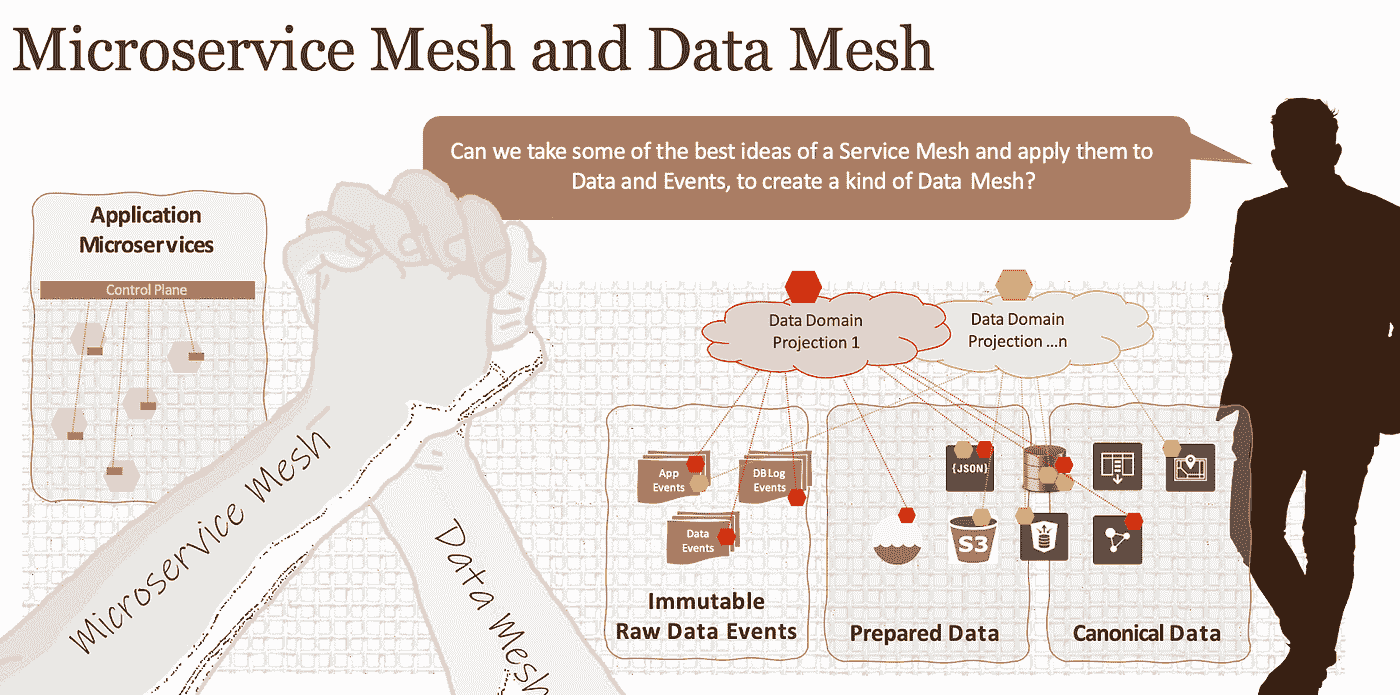 Microservice Mesh and Data Mesh
Can we take some of the best ideas of a Service Mesh and apply them to
Data and Events, to create a kind of Data Mesh?
Application
Microservices
Control Plane
Microservice Mesh
Data Mesh
Data Domain
Projection 1
Data Domain
Projection ...n
App
Events
DB Log
Events
Data
Events
{JSON}
S3
Immutable
Raw Data Events
Prepared Data
Canonical Data